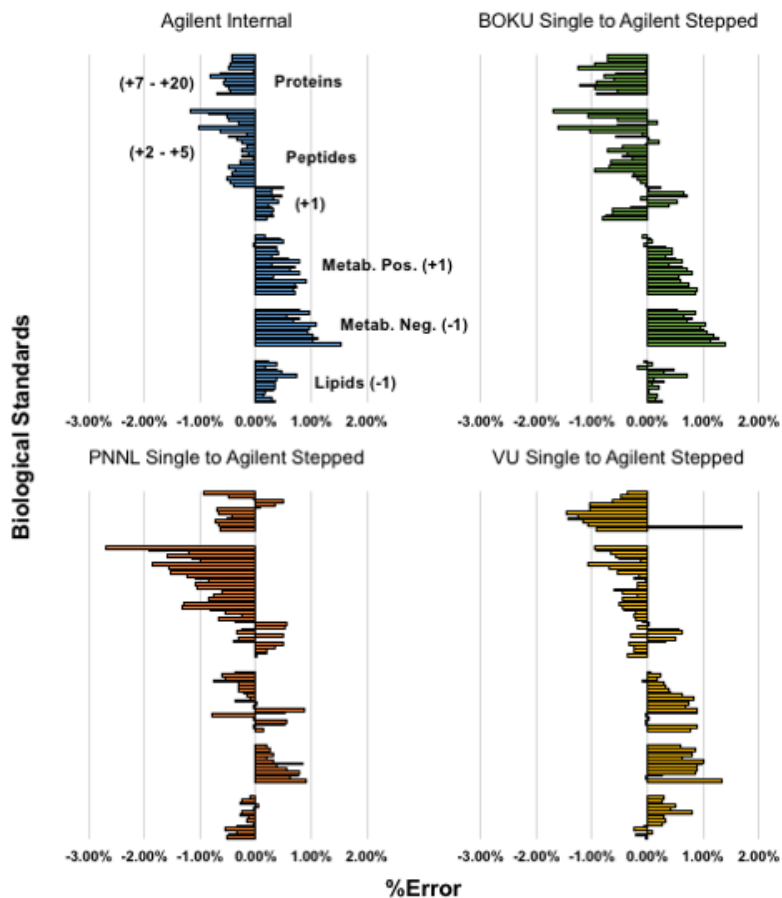 Agilent Internal
BOKU Single to Agilent Stepped
(+7 - +20)
Proteins
(+2 - +5)
Peptides
(+1)
Metab. Pos. (+1)
Metab. Neg. (-1)
Lipids (-1)
-3.00% -2.00% -1.00% 0.00% 1.00% 2.00%
-3.00% -2.00% -1.00% 0.00% 1.00% 2.00%
Biological Standards
PNNL Single to Agilent Stepped
VU Single to Agilent Stepped
-3.00% -2.00% -1.00% 0.00% 1.00% 2.00%
-3.00% -2.00% -1.00% 0.00% 1.00% 2.00%
%Error